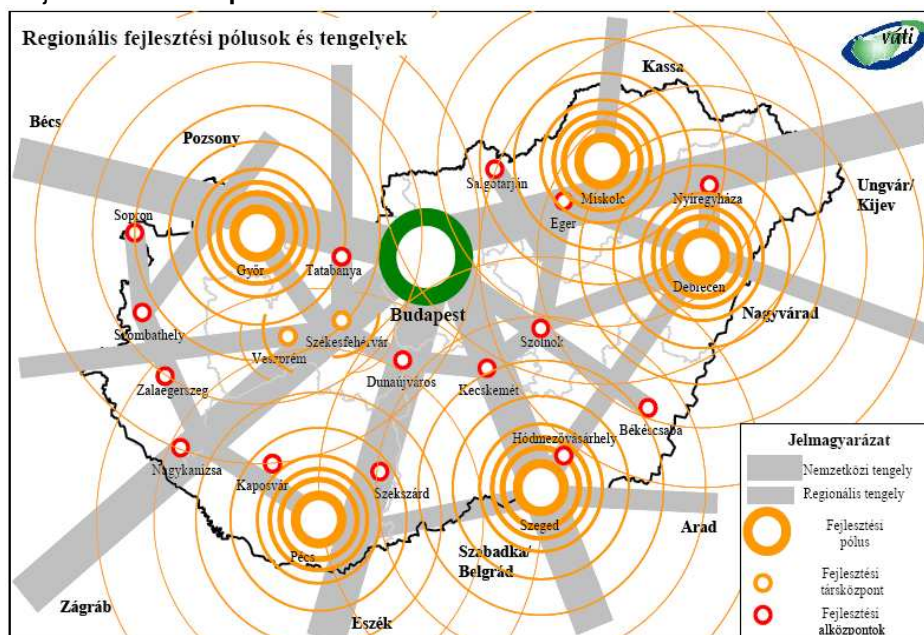 Regionális fejlesztési pólusok és tengelyek
váti
Kassa
Bécs
Pozsony
Salgótarján
Miskolc
Nyíregyháza
Ungvár/
Kijev
Eger
Sopron
Győr
Tatabánya
Debrecen
Nagyvárad
Budapest
Szombathely
Székesfehérvár
Szolnok
Veszprém
Dunaújváros
Kecskemét
Zalaegerszeg
Békéscsaba
Hódmezővásárhely
Nagykanizsa
Kaposvár
Szekszárd
Szeged
Arad
Pécs
Szabadka/
Belgrád
Zágráb
Eszék
Jelmagyarázat
Nemzetközi tengely
Regionális tengely
Fejlesztési
pólus
Fejlesztési
társközpont
Fejlesztési
alközpontok